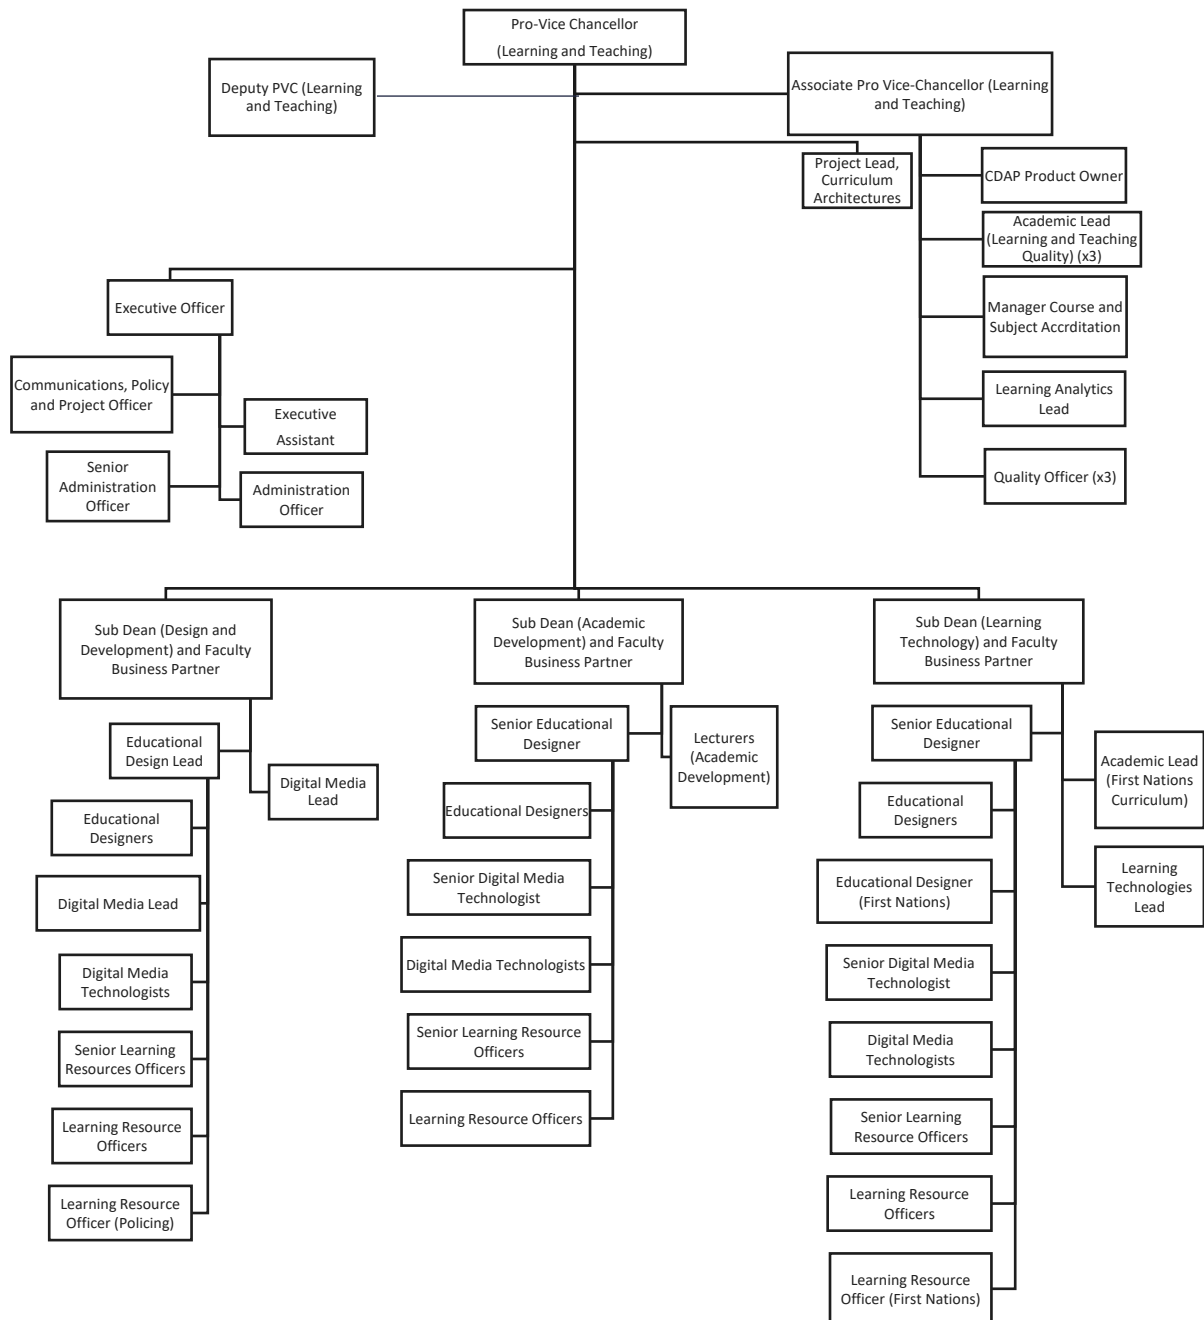 Pro-Vice Chancellor
(Learning and Teaching)
Deputy PVC (Learning
and Teaching)
Associate Pro Vice-Chancellor (Learning
and Teaching)
Project Lead,
Curriculum
Architectures
CDAP Product Owner
Academic Lead
(Learning and Teaching
Quality) (x3)
Manager Course and
Subject Accrditation
Learning Analytics
Lead
Quality Officer (x3)
Executive Officer
Communications, Policy
and Project Officer
Executive
Assistant
Senior
Administration
Officer
Administration
Officer
Sub Dean (Design and
Development) and Faculty
Business Partner
Educational
Design Lead
Digital Media
Lead
Educational
Designers
Digital Media Lead
Digital Media
Technologists
Senior Learning
Resources Officers
Learning Resource
Officers
Learning Resource
Officer (Policing)
Sub Dean (Academic
Development) and Faculty
Business Partner
Senior Educational
Designer
Lecturers
(Academic
Development)
Educational Designers
Senior Digital Media
Technologist
Digital Media Technologists
Senior Learning Resource
Officers
Learning Resource Officers
Sub Dean (Learning
Technology) and Faculty
Business Partner
Senior Educational
Designer
Academic Lead
(First Nations
Curriculum)
Learning
Technologies
Lead
Educational
Designers
Educational Designer
(First Nations)
Senior Digital Media
Technologist
Digital Media
Technologists
Senior Learning
Resource Officers
Learning Resource
Officers
Learning Resource
Officer (First Nations)